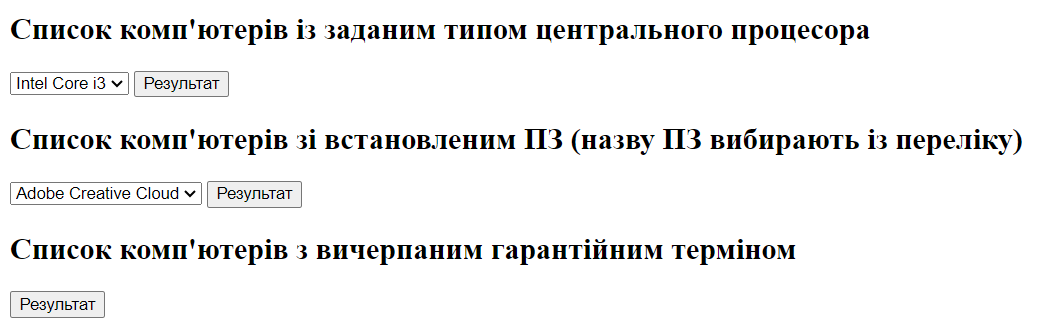 Список комп'ютерів із заданим типом центрального процесора
Intel Core i3 Результат
Список комп'ютерів зі встановленим ПЗ (назву ПЗ вибирають із переліку)
Adobe Creative Cloud Результат
Список комп'ютерів з вичерпаним гарантійним терміном
Результат